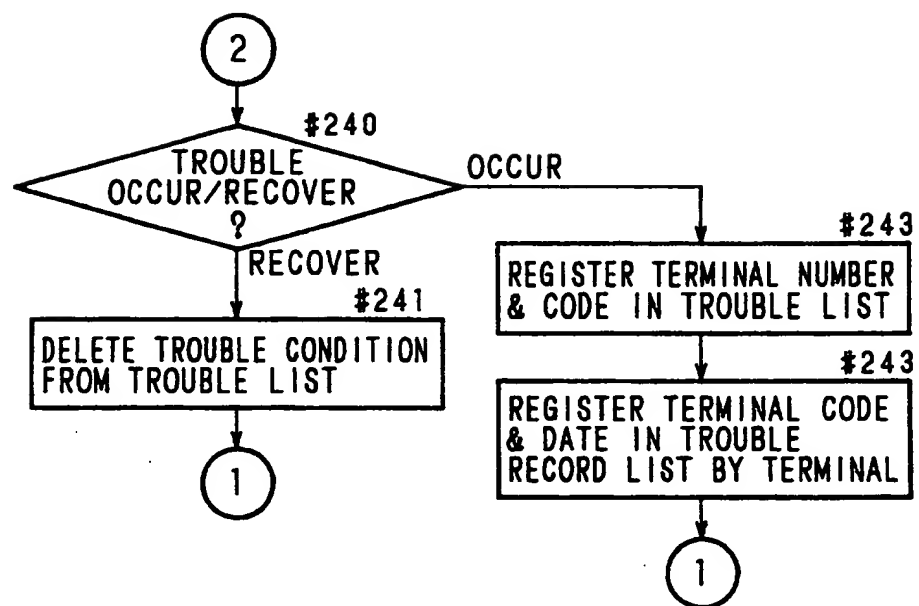 2
#240
TROUBLE
OCCUR/RECOVER
?
OCCUR
RECOVER
#241
DELETE TROUBLE CONDITION
FROM TROUBLE LIST
1
#243
REGISTER TERMINAL NUMBER
& CODE IN TROUBLE LIST
#243
REGISTER TERMINAL CODE
& DATE IN TROUBLE
RECORD LIST BY TERMINAL
1